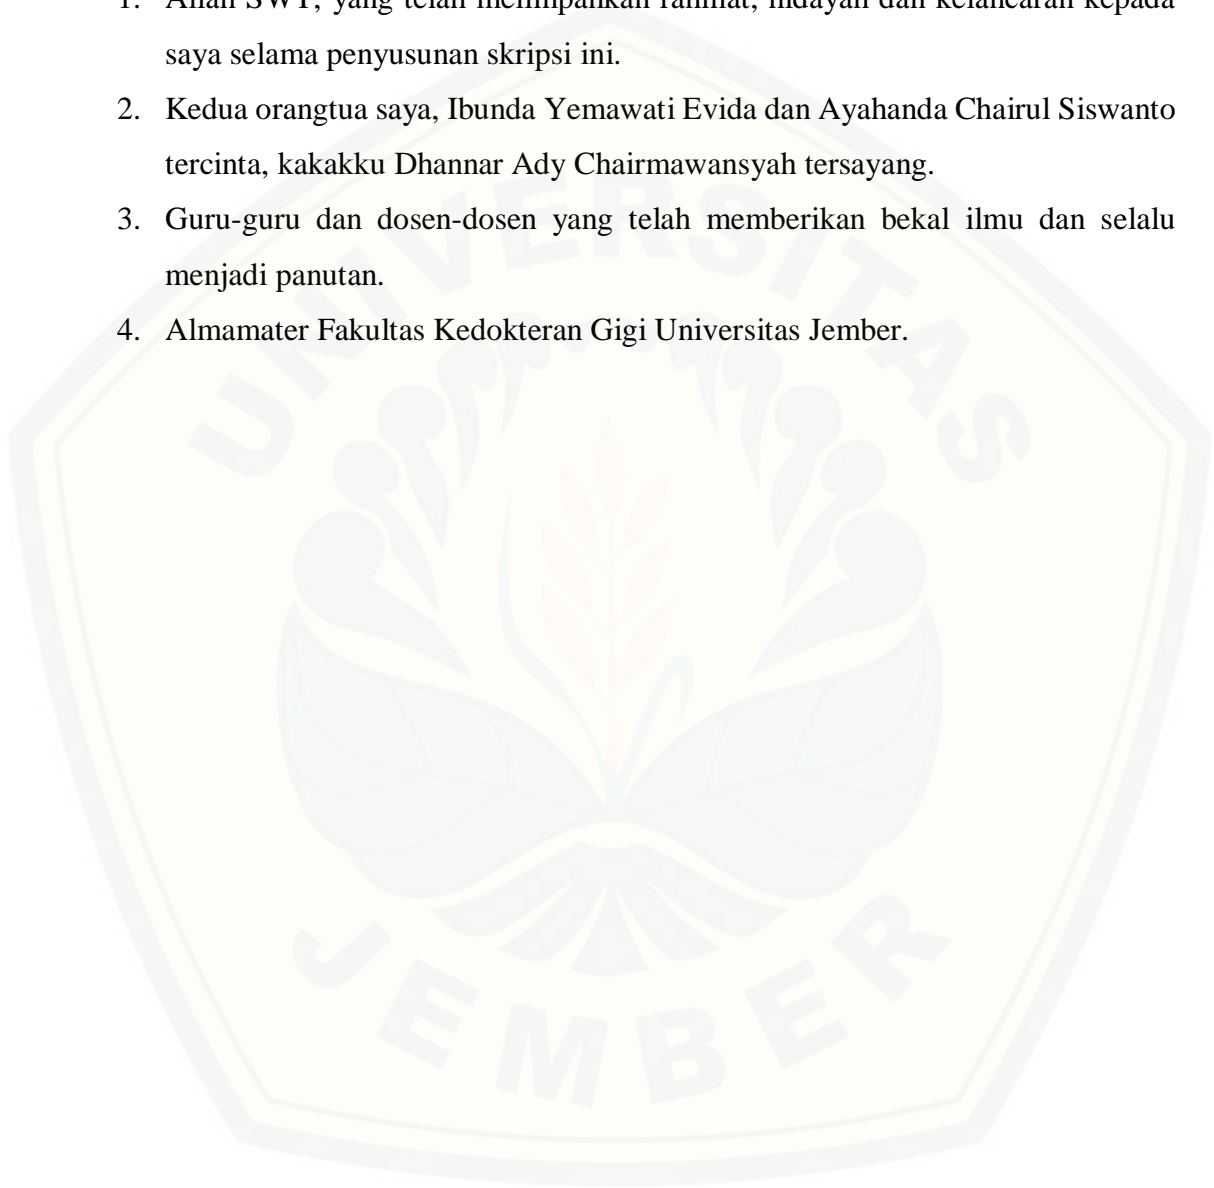 1. Allah SWT, yang telah melimpahkan rahmat, hidayah dan kelancaran kepada
saya selama penyusunan skripsi ini.
2. Kedua orangtua saya, Ibunda Yemawati Evida dan Ayahanda Chairul Siswanto
tercinta, kakakku Dhannar Ady Chairmawansyah tersayang.
3. Guru-guru dan dosen-dosen yang telah memberikan bekal ilmu dan selalu
menjadi panutan.
4. Almamater Fakultas Kedokteran Gigi Universitas Jember.
UNIVERSITAS
JEMBER